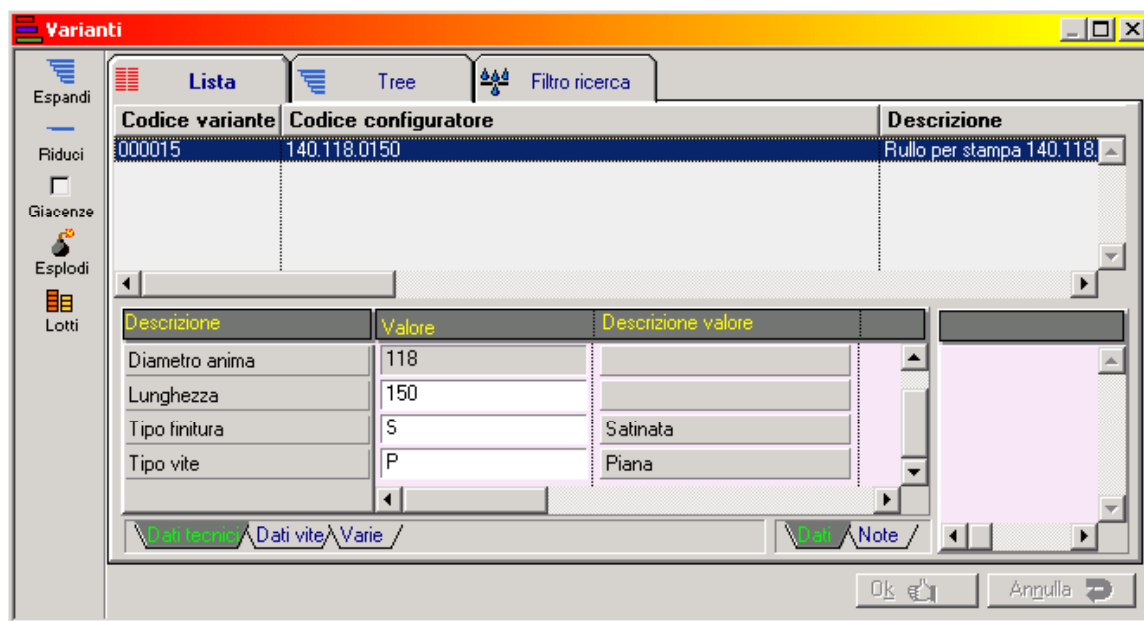 Varianti
Espandi
Riduci
Giacenze
Esplodi
Lotti
Lista Tree Filtro ricerca
Codice variante Codice configuratore Descrizione
000015 140.118.0150 Rullo per stampa 140.118.
Descrizione Valore Descrizione valore
Diametro anima 118
Lunghezza 150
Tipo finitura S Satinata
Tipo vite P Piana
Dati tecnici Dati vite Varie Dati Note
Ok Annulla